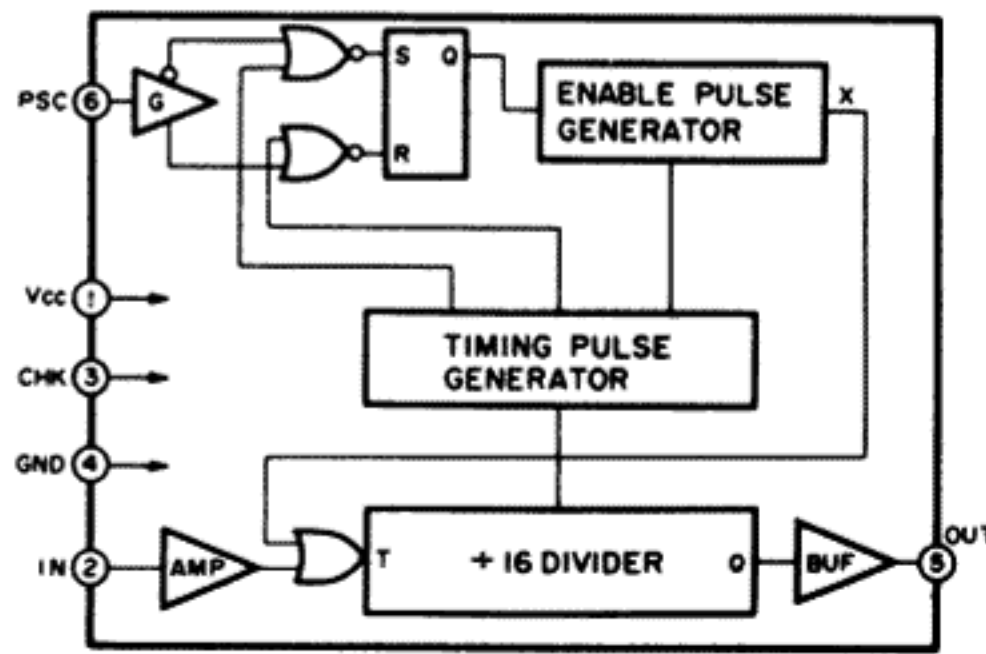 PSC 6
G
S Q
R
ENABLE PULSE
GENERATOR
X
Vcc 1
CHK 3
GND 4
IN 2
TIMING PULSE
GENERATOR
AMP
T ÷ 16 DIVIDER Q
BUF
OUT
5